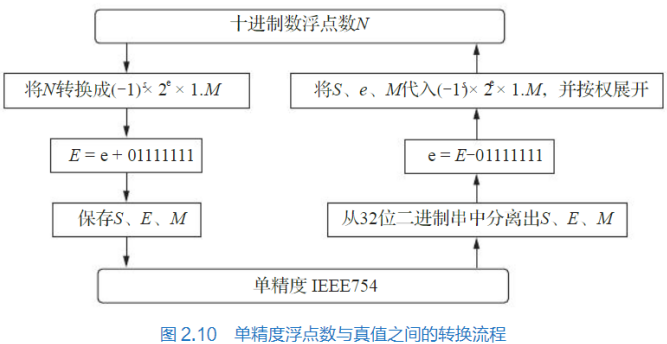 十进制数浮点数N
将N转换成(-1)ˢ× 2ᵉ × 1.M
将S、e、M代入(-1)ˢ× 2ᵉ× 1.M，并按权展开
E = e + 01111111
e = E-01111111
保存S、E、M
从32位二进制串中分离出S、E、M
单精度 IEEE754
图 2.10 单精度浮点数与真值之间的转换流程